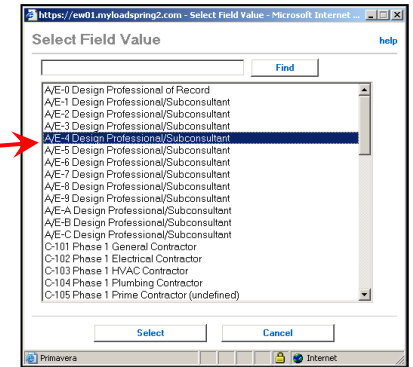 https://ew01.myloadspring2.com - Select Field Value - Microsoft Internet ...
Select Field Value
help
Find
A/E-0 Design Professional of Record
A/E-1 Design Professional/Subconsultant
A/E-2 Design Professional/Subconsultant
A/E-3 Design Professional/Subconsultant
A/E-4 Design Professional/Subconsultant
A/E-5 Design Professional/Subconsultant
A/E-6 Design Professional/Subconsultant
A/E-7 Design Professional/Subconsultant
A/E-8 Design Professional/Subconsultant
A/E-9 Design Professional/Subconsultant
A/E-A Design Professional/Subconsultant
A/E-B Design Professional/Subconsultant
A/E-C Design Professional/Subconsultant
C-101 Phase 1 General Contractor
C-102 Phase 1 Electrical Contractor
C-103 Phase 1 HVAC Contractor
C-104 Phase 1 Plumbing Contractor
C-105 Phase 1 Prime Contractor (undefined)
Select
Cancel
Primavera
Internet